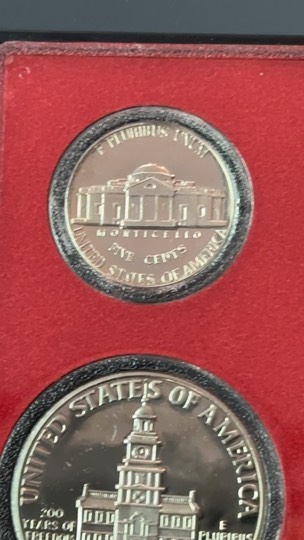 E PLURIBUS UNUM
MONTICELLO
FIVE CENTS
UNITED STATES OF AMERICA
UNITED STATES OF AMERICA
200
YEARS OF
FREEDOM
E
PLURIBUS